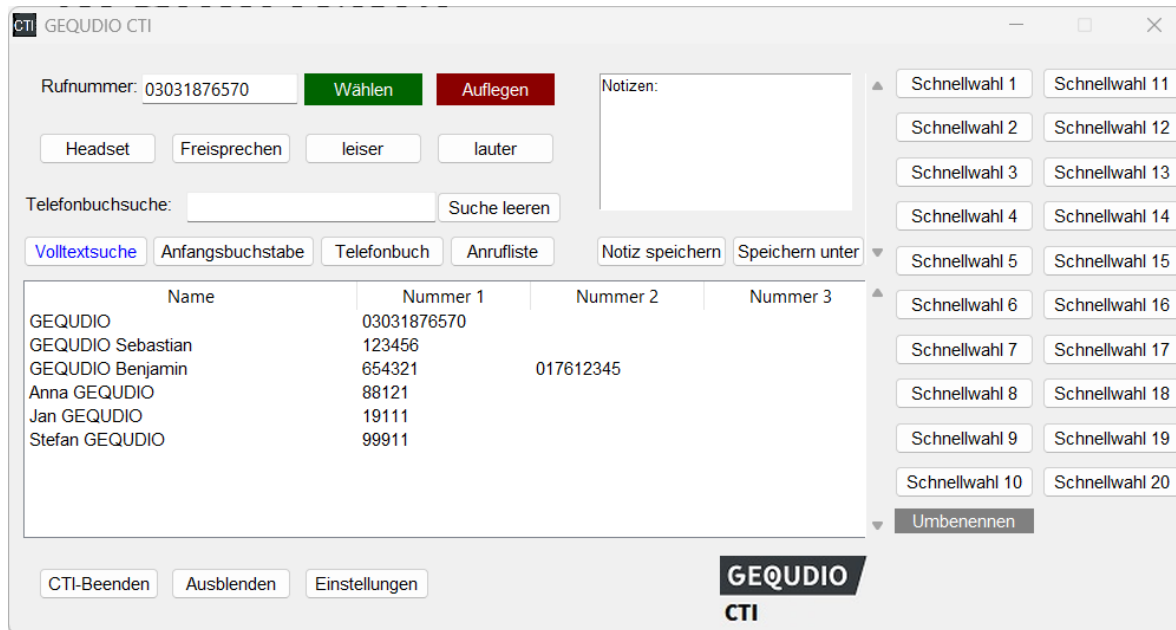 CTI GEQUDIO CTI
Rufnummer: 03031876570 Wählen Auflegen
Notizen:
Headset Freisprechen leiser lauter
Telefonbuchsuche: Suche leeren
Volltextsuche Anfangsbuchstabe Telefonbuch Anrufliste Notiz speichern Speichern unter
Name Nummer 1 Nummer 2 Nummer 3
GEQUDIO 03031876570
GEQUDIO Sebastian 123456
GEQUDIO Benjamin 654321 017612345
Anna GEQUDIO 88121
Jan GEQUDIO 19111
Stefan GEQUDIO 99911
Schnellwahl 1 Schnellwahl 11
Schnellwahl 2 Schnellwahl 12
Schnellwahl 3 Schnellwahl 13
Schnellwahl 4 Schnellwahl 14
Schnellwahl 5 Schnellwahl 15
Schnellwahl 6 Schnellwahl 16
Schnellwahl 7 Schnellwahl 17
Schnellwahl 8 Schnellwahl 18
Schnellwahl 9 Schnellwahl 19
Schnellwahl 10 Schnellwahl 20
Umbenennen
CTI-Beenden Ausblenden Einstellungen
GEQUDIO
CTI